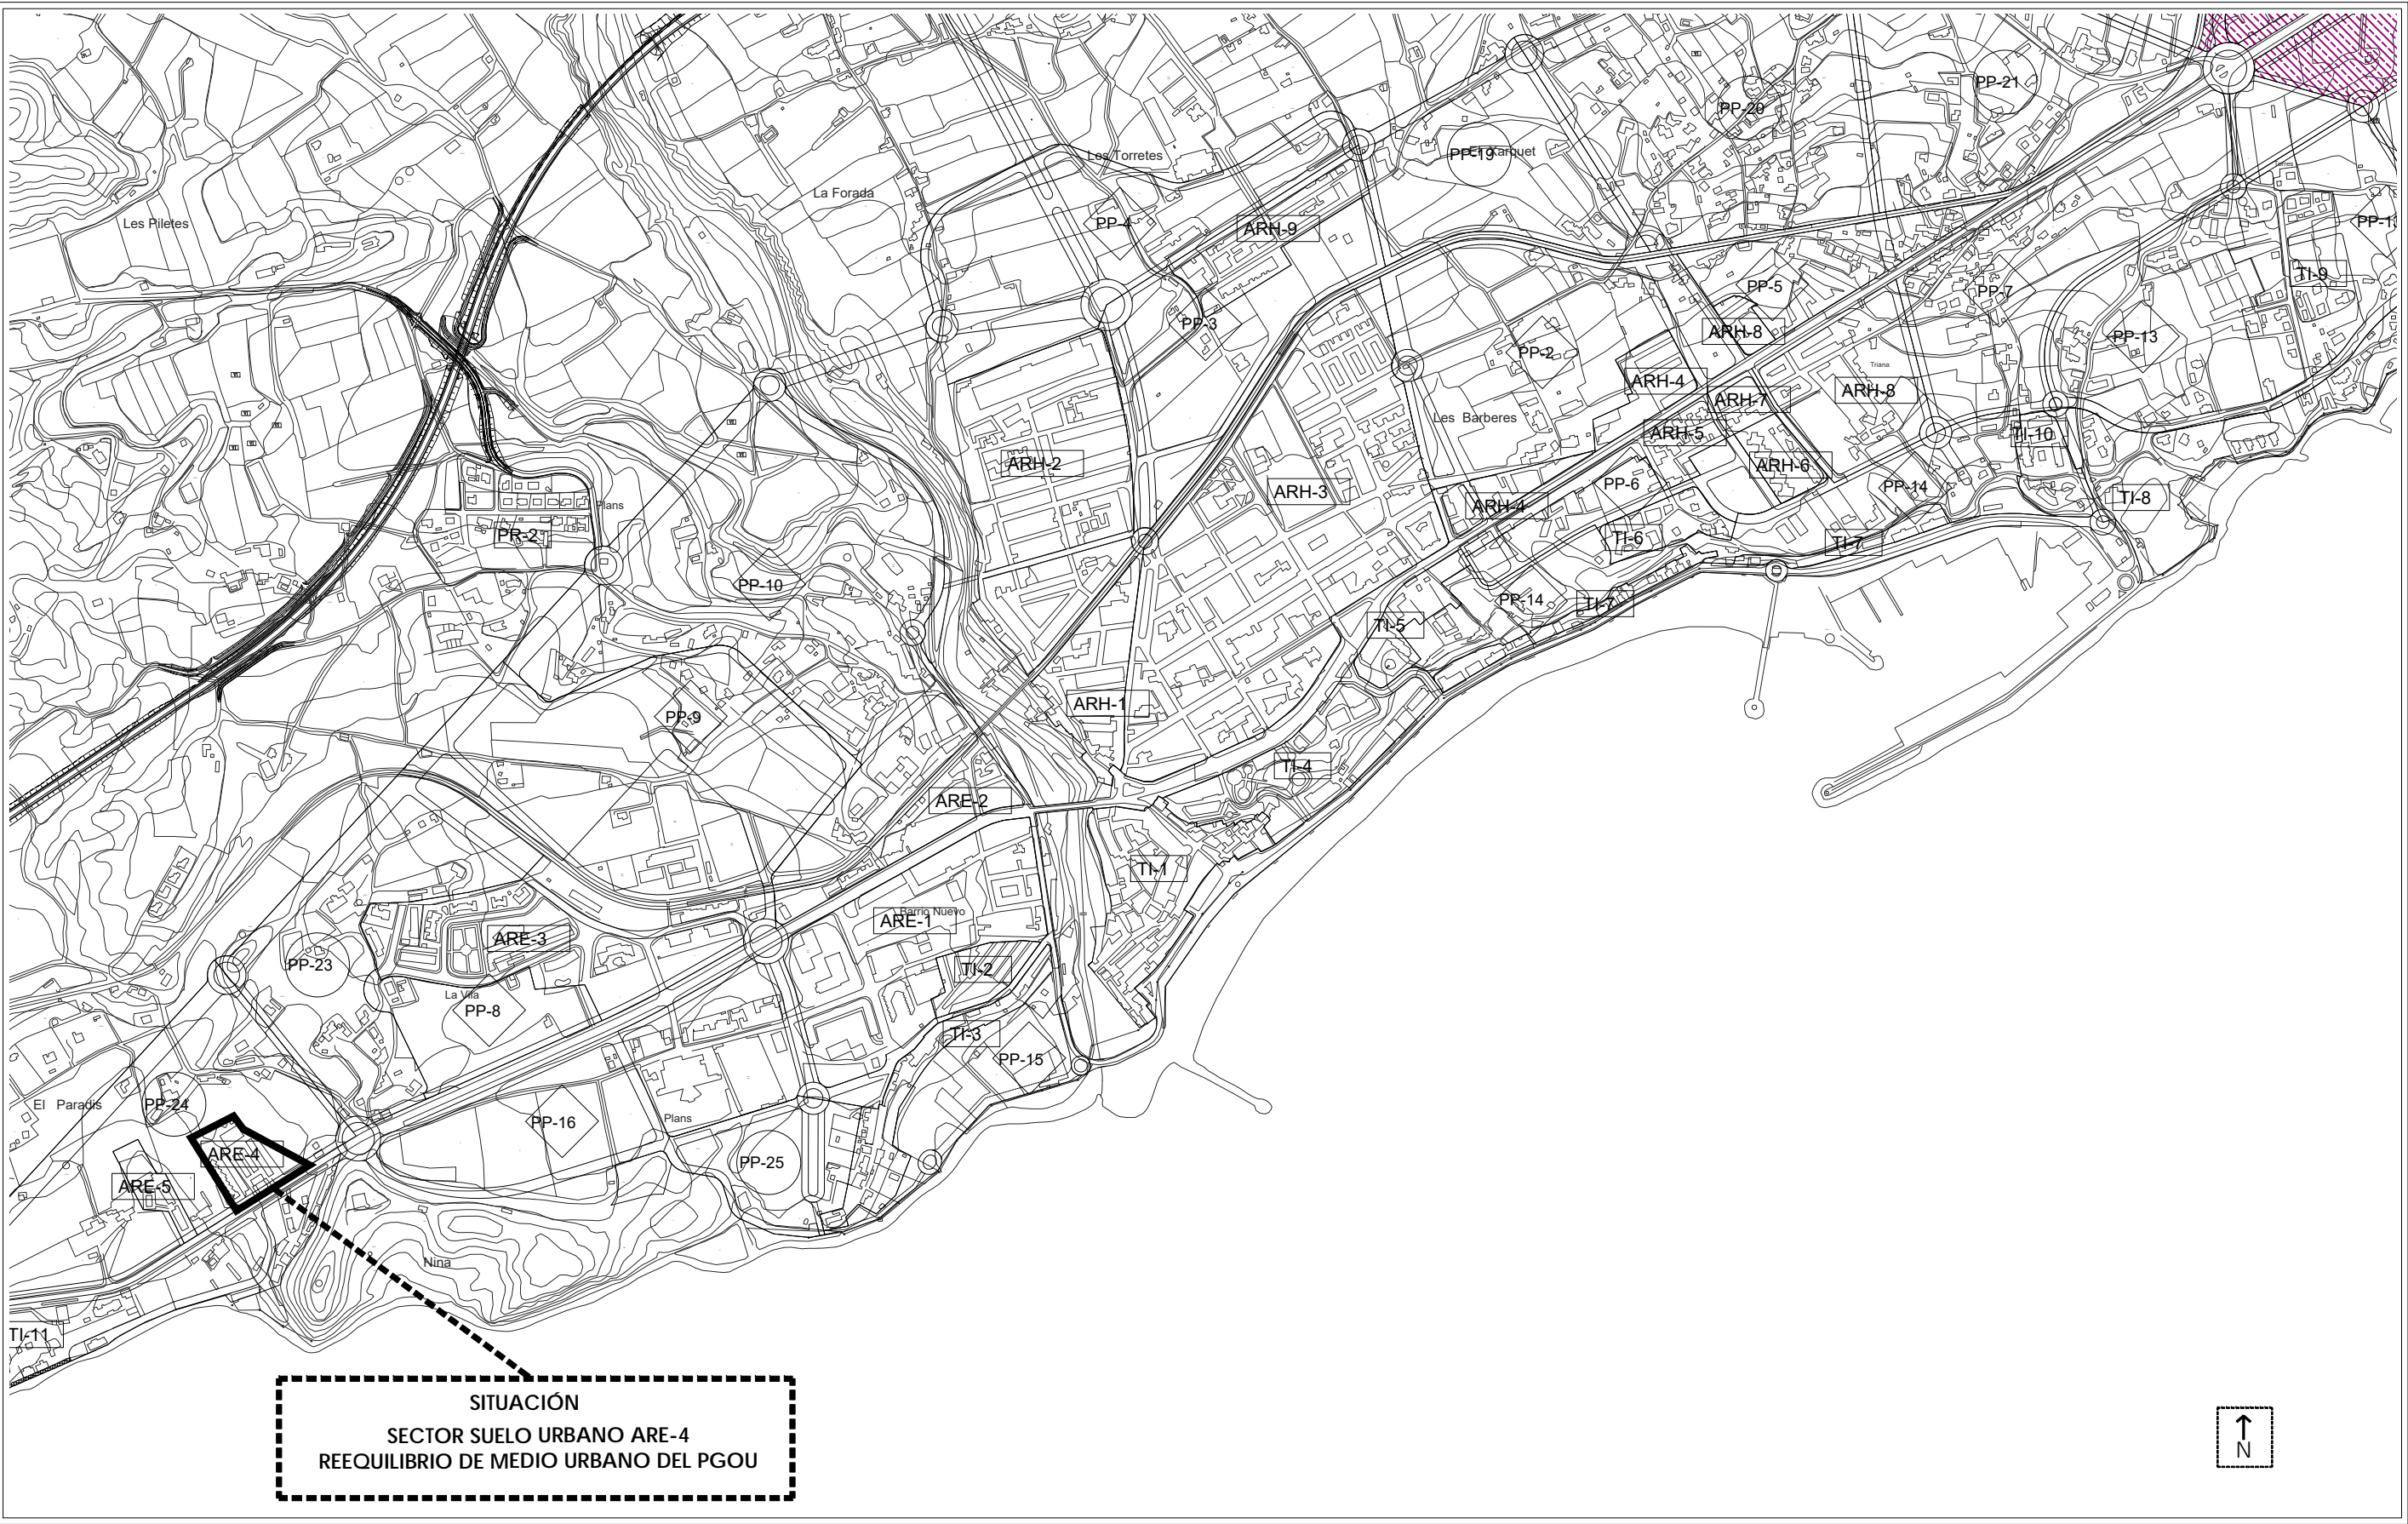 PP-21
PP-20
Les Torretes
PP-19
El Xarquet
Torres
La Forada
Les Piletes
PP-4
ARH-9
PP-1
TI-9
PP-5
PP-7
PP-3
ARH-8
PP-13
PP-2
Triana
ARH-4
ARH-7
ARH-8
Les Barberes
ARH-5
TI-10
ARH-2
ARH-6
PP-6
PP-14
ARH-3
TI-8
Plans
ARH-4
PR-2
TI-6
TI-7
PP-10
PP-14
TI-7
TI-5
ARH-1
PP-9
TI-4
ARE-2
TI-1
Barrio Nuevo
ARE-1
ARE-3
PP-23
TI-2
La Vila
PP-8
TI-3
PP-15
El Paradis
PP-24
Plans
PP-16
ARE-4
PP-25
ARE-5
Nina
TI-11
SITUACIÓN
SECTOR SUELO URBANO ARE-4
REEQUILIBRIO DE MEDIO URBANO DEL PGOU
N